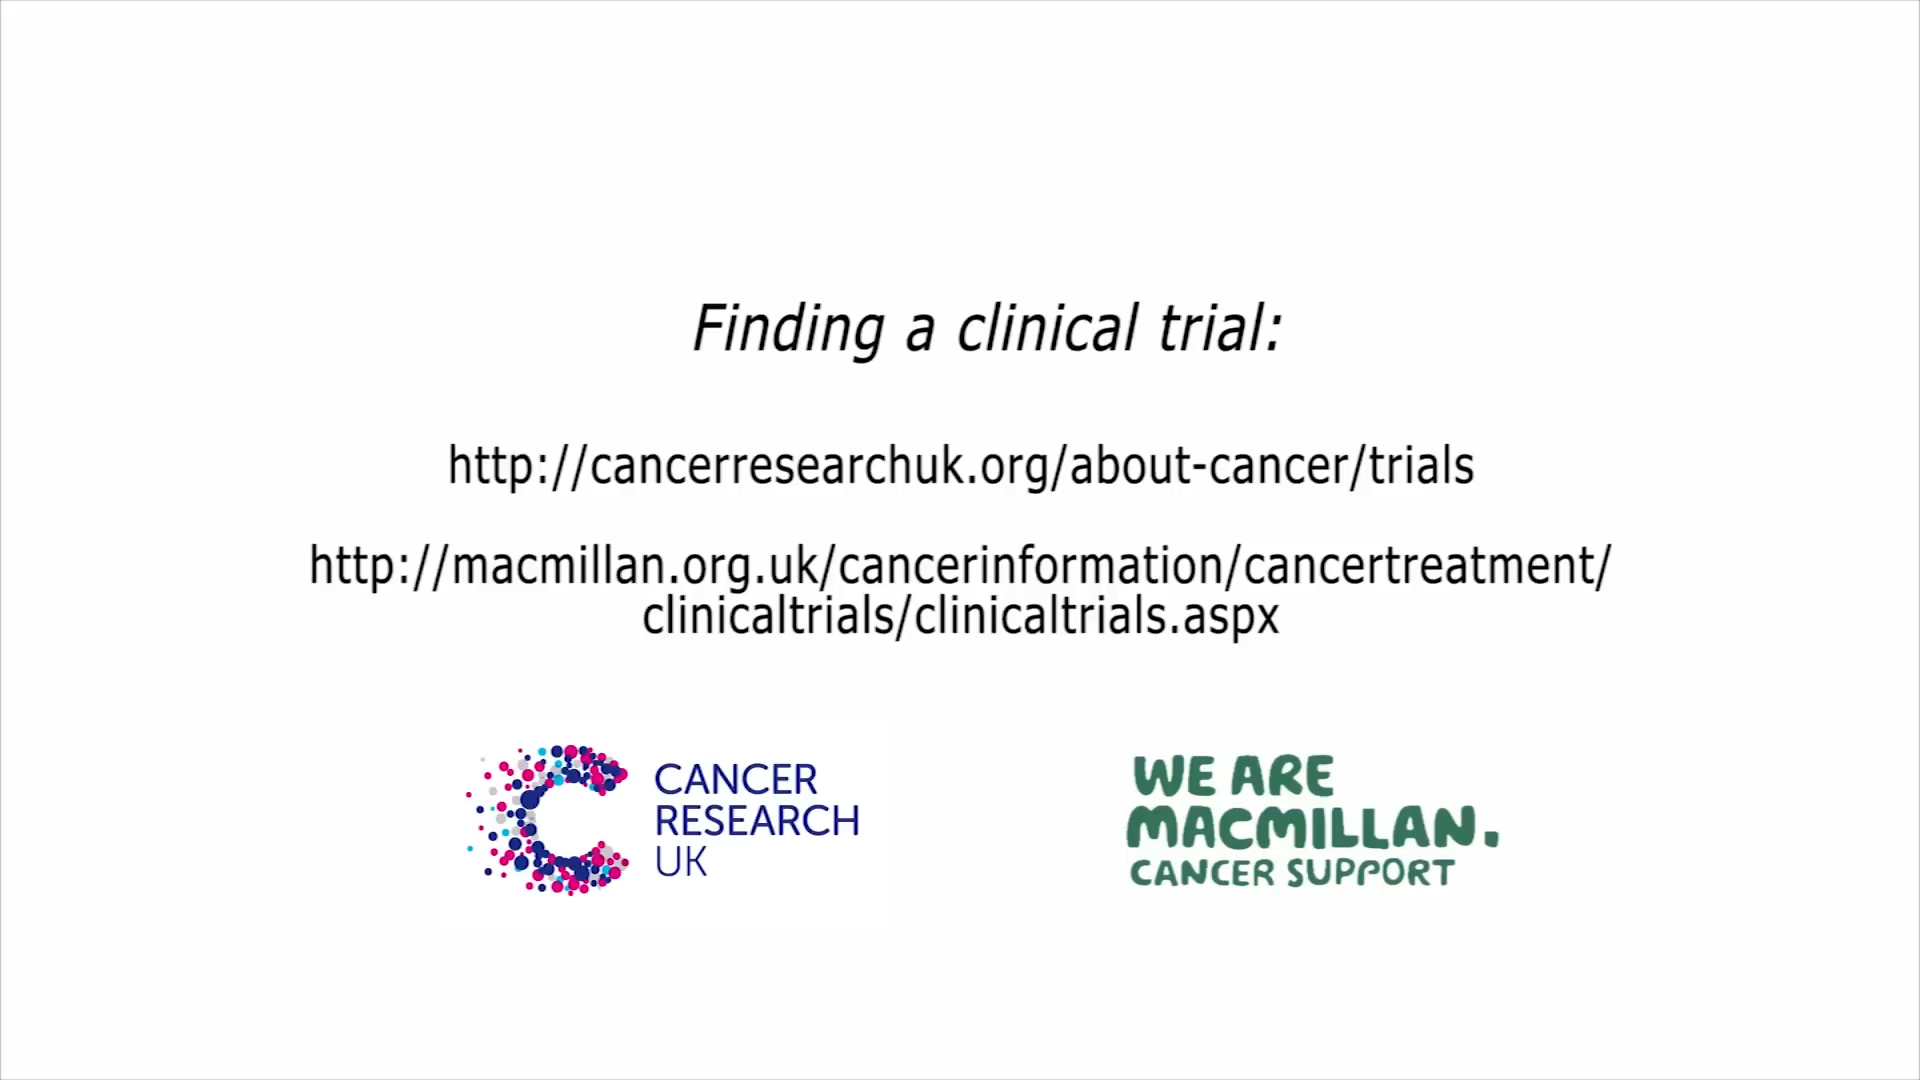 Finding a clinical trial:
http://cancerresearchuk.org/about-cancer/trials
http://macmillan.org.uk/cancerinformation/cancertreatment/
clinicaltrials/clinicaltrials.aspx
CANCER
RESEARCH
UK
WE ARE
MACMILLAN.
CANCER SUPPORT